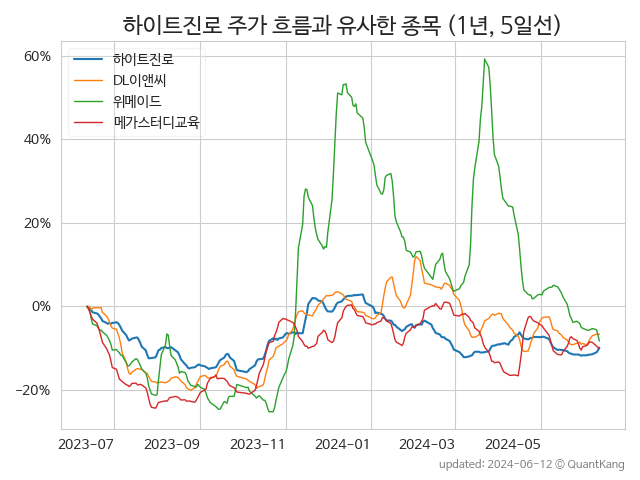 하이트진로 주가 흐름과 유사한 종목 (1년, 5일선)
하이트진로
DL이앤씨
위메이드
메가스터디교육
60%
40%
20%
0%
−20%
2023-07 2023-09 2023-11 2024-01 2024-03 2024-05
updated: 2024-06-12 © QuantKang